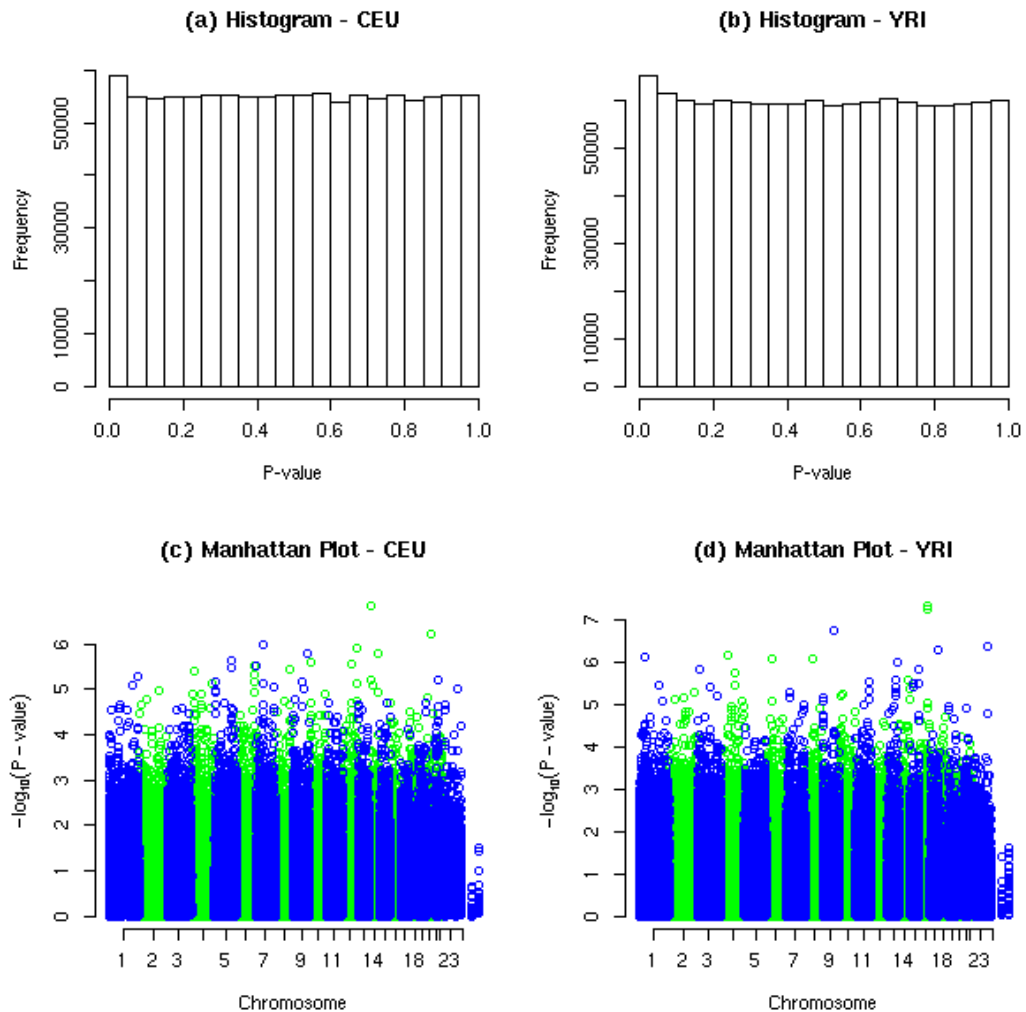 (a) Histogram - CEU
Frequency
0 10000 30000 50000
0.0 0.2 0.4 0.6 0.8 1.0
P-value
(b) Histogram - YRI
Frequency
0 10000 30000 50000
0.0 0.2 0.4 0.6 0.8 1.0
P-value
(c) Manhattan Plot - CEU
-log10(P - value)
0 1 2 3 4 5 6
1 2 3 5 7 9 11 14 18 23
Chromosome
(d) Manhattan Plot - YRI
-log10(P - value)
0 1 2 3 4 5 6 7
1 2 3 5 7 9 11 14 18 23
Chromosome